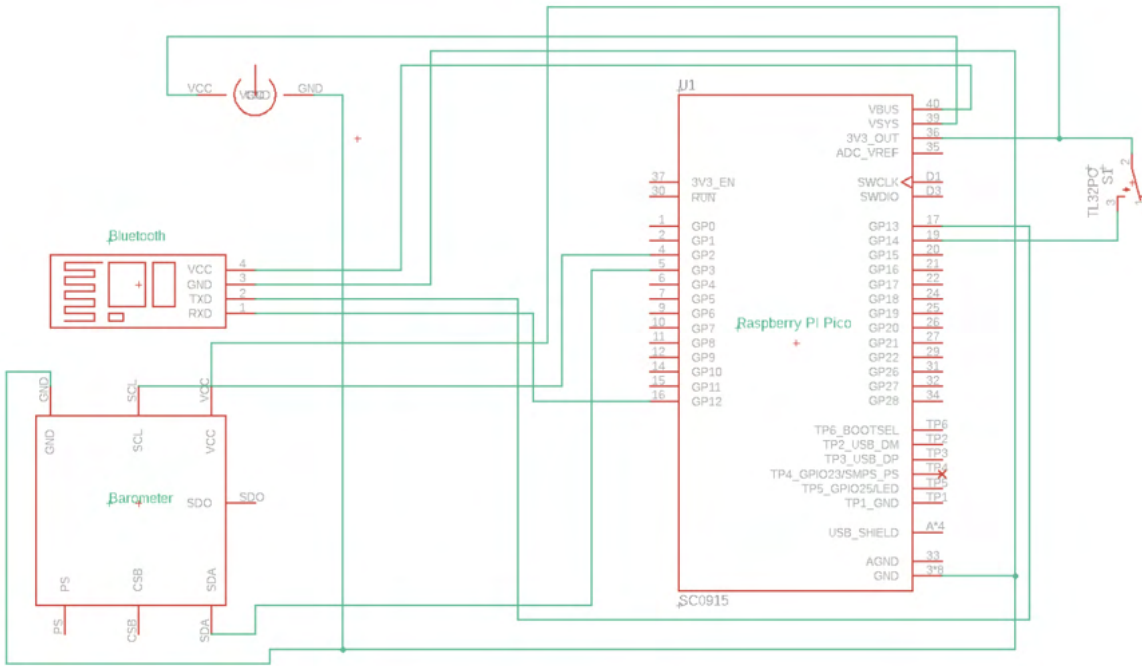 VCC
GND
U1
VBUS 40
VSYS 39
3V3_OUT 36
ADC_VREF 35
37 3V3_EN
SWCLK D1
30 RUN
SWDIO D3
TL32PO
S1
2
3
1 GP0
GP13 17
2 GP1
GP14 19
4 GP2
GP15 20
5 GP3
GP16 21
6 GP4
GP17 22
7 GP5
GP18 24
9 GP6
GP19 25
10 GP7
GP20 26
11 GP8
GP21 27
12 GP9
GP22 29
14 GP10
GP26 31
15 GP11
GP27 32
16 GP12
GP28 34
Raspberry PI Pico
TP6_BOOTSEL TP6
TP2_USB_DM TP2
TP3_USB_DP TP3
TP4_GPIO23/SMPS_PS TP4
TP5_GPIO25/LED TP5
TP1_GND TP1
USB_SHIELD A*4
AGND 33
GND 3*8
SC0915
Bluetooth
VCC 4
GND 3
TXD 2
RXD 1
GND
SCL
VCC
GND
SCL
VCC
Barometer
SDO SDO
PS
CSB
SDA
PS
CSB
SDA